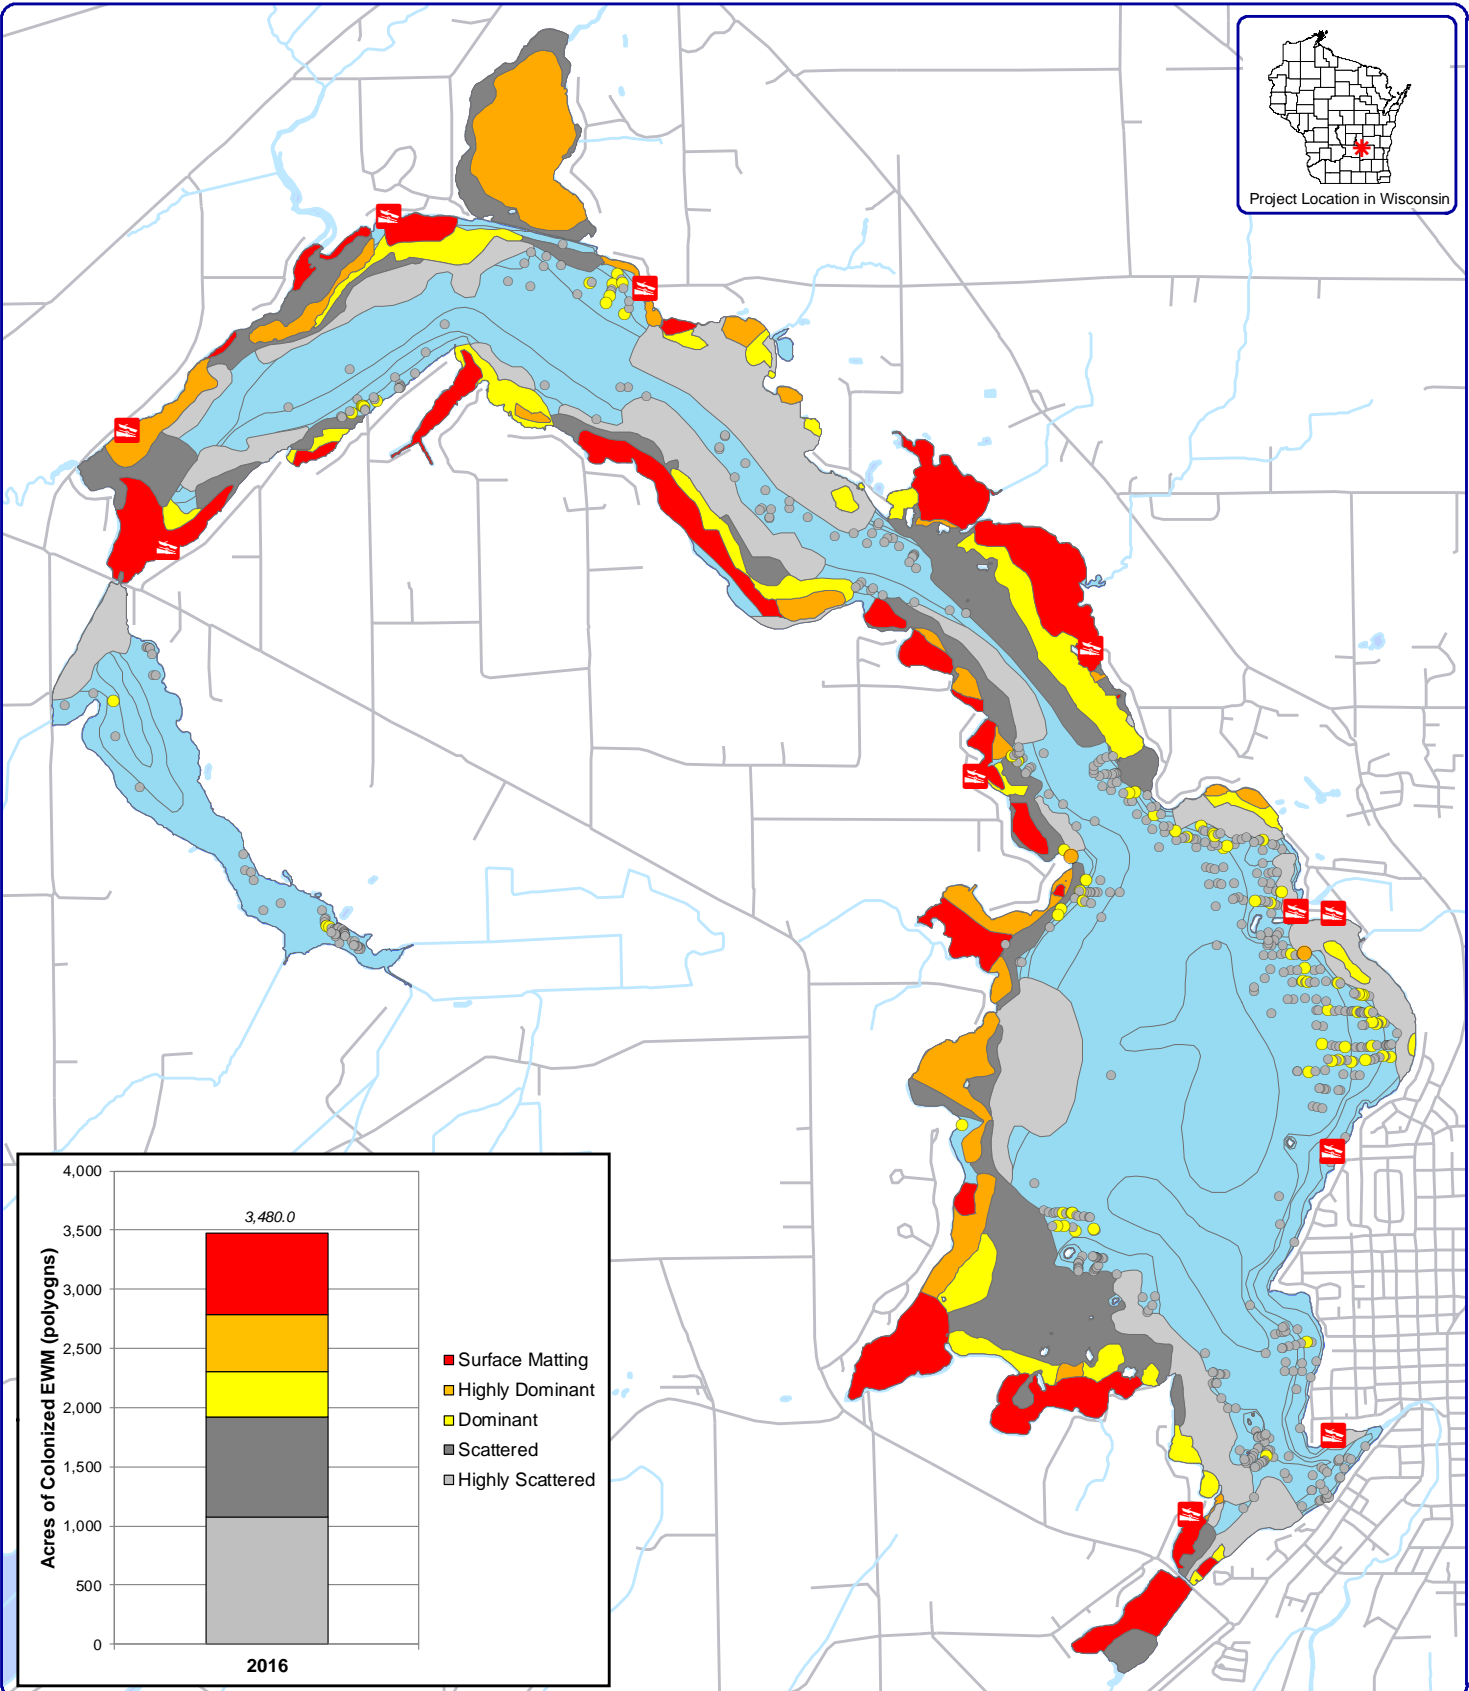 Project Location in Wisconsin
4,000
3,500
3,000
2,500
2,000
1,500
1,000
500
0
Acres of Colonized EWM (polyogns)
3,480.0
2016
Surface Matting
Highly Dominant
Dominant
Scattered
Highly Scattered